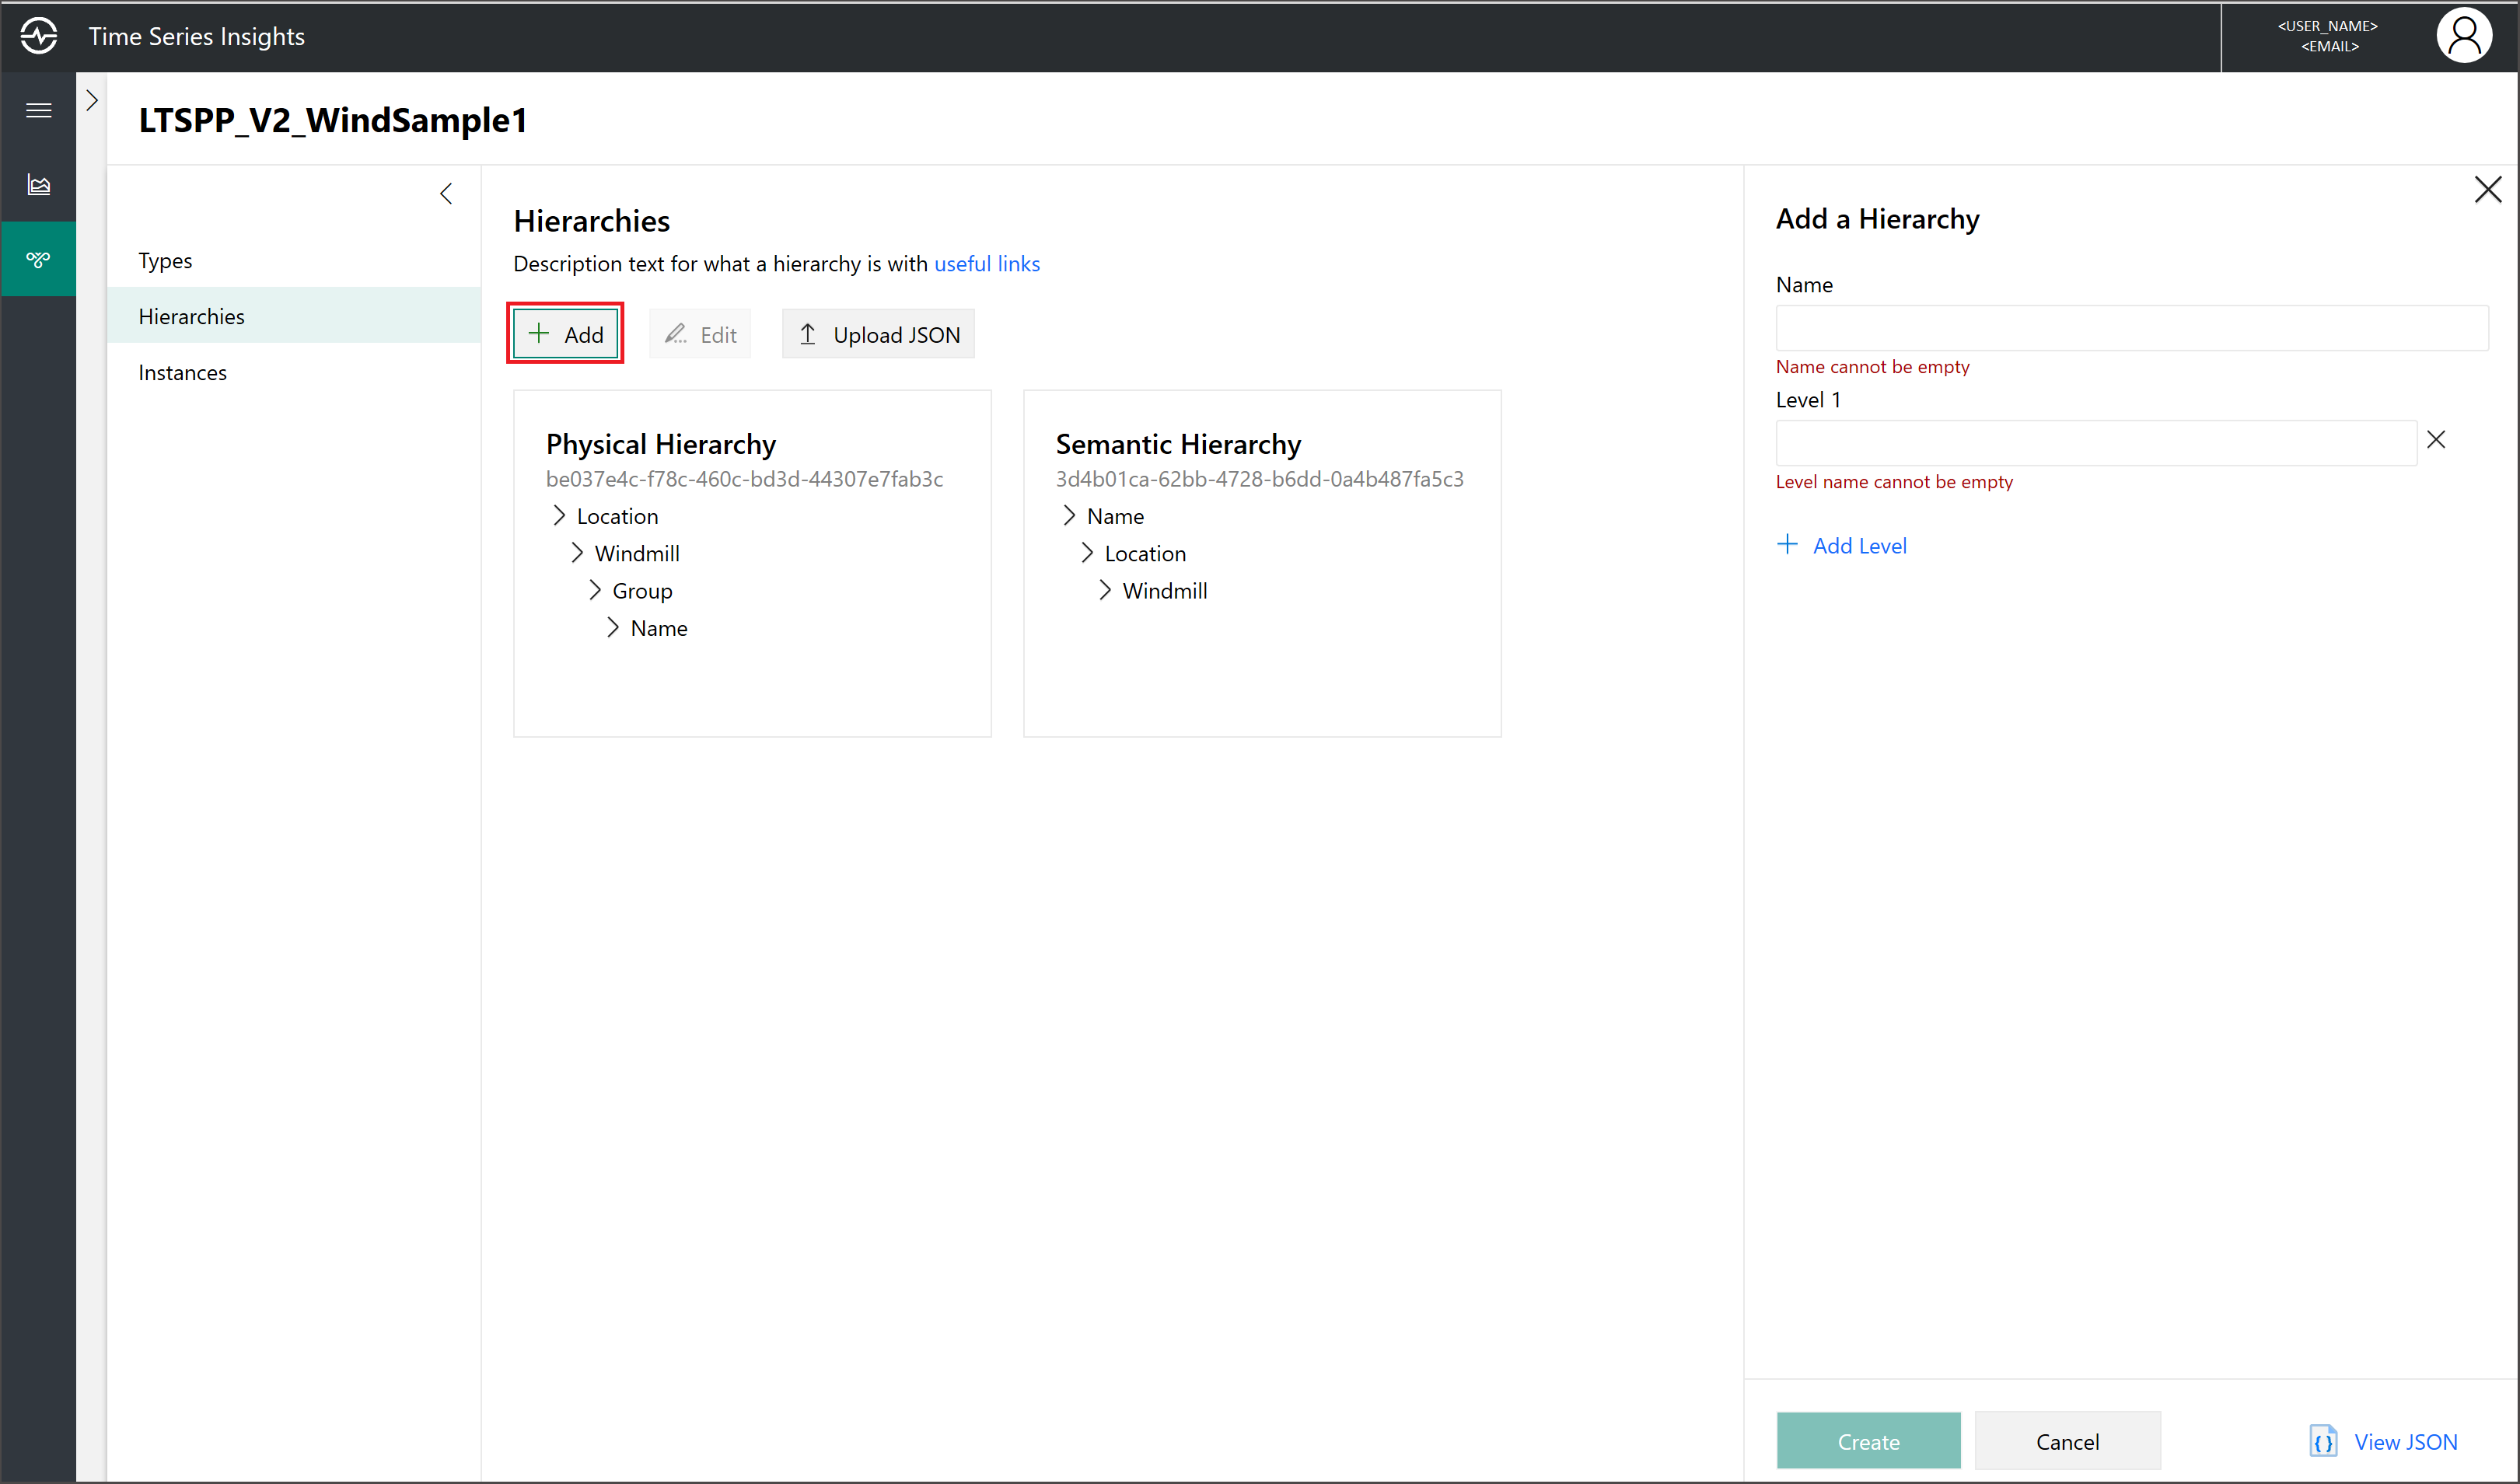 Time Series Insights
<USER_NAME>
<EMAIL>
LTSPP_V2_WindSample1
Types
Hierarchies
Instances
Hierarchies
Description text for what a hierarchy is with useful links
Add
Edit
Upload JSON
Physical Hierarchy
be037e4c-f78c-460c-bd3d-44307e7fab3c
Location
Windmill
Group
Name
Semantic Hierarchy
3d4b01ca-62bb-4728-b6dd-0a4b487fa5c3
Name
Location
Windmill
Add a Hierarchy
Name
Name cannot be empty
Level 1
Level name cannot be empty
Add Level
Create
Cancel
{ } View JSON